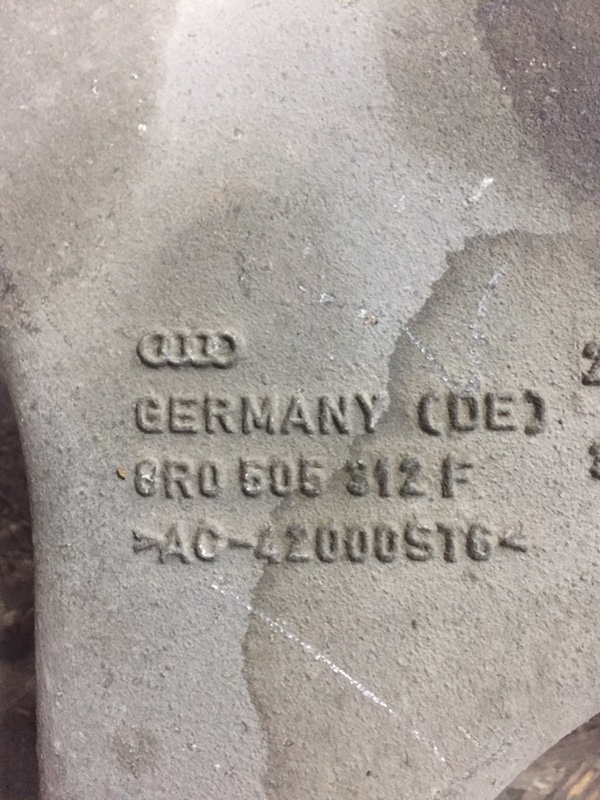 GERMANY (DE)
8R0 505 312 F
>AC-42000ST6<